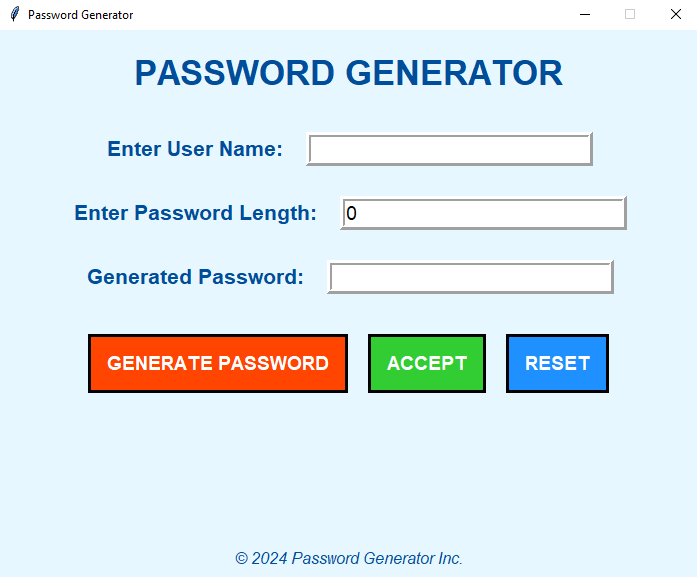 Password Generator
PASSWORD GENERATOR
Enter User Name:
Enter Password Length: 0
Generated Password:
GENERATE PASSWORD ACCEPT RESET
© 2024 Password Generator Inc.